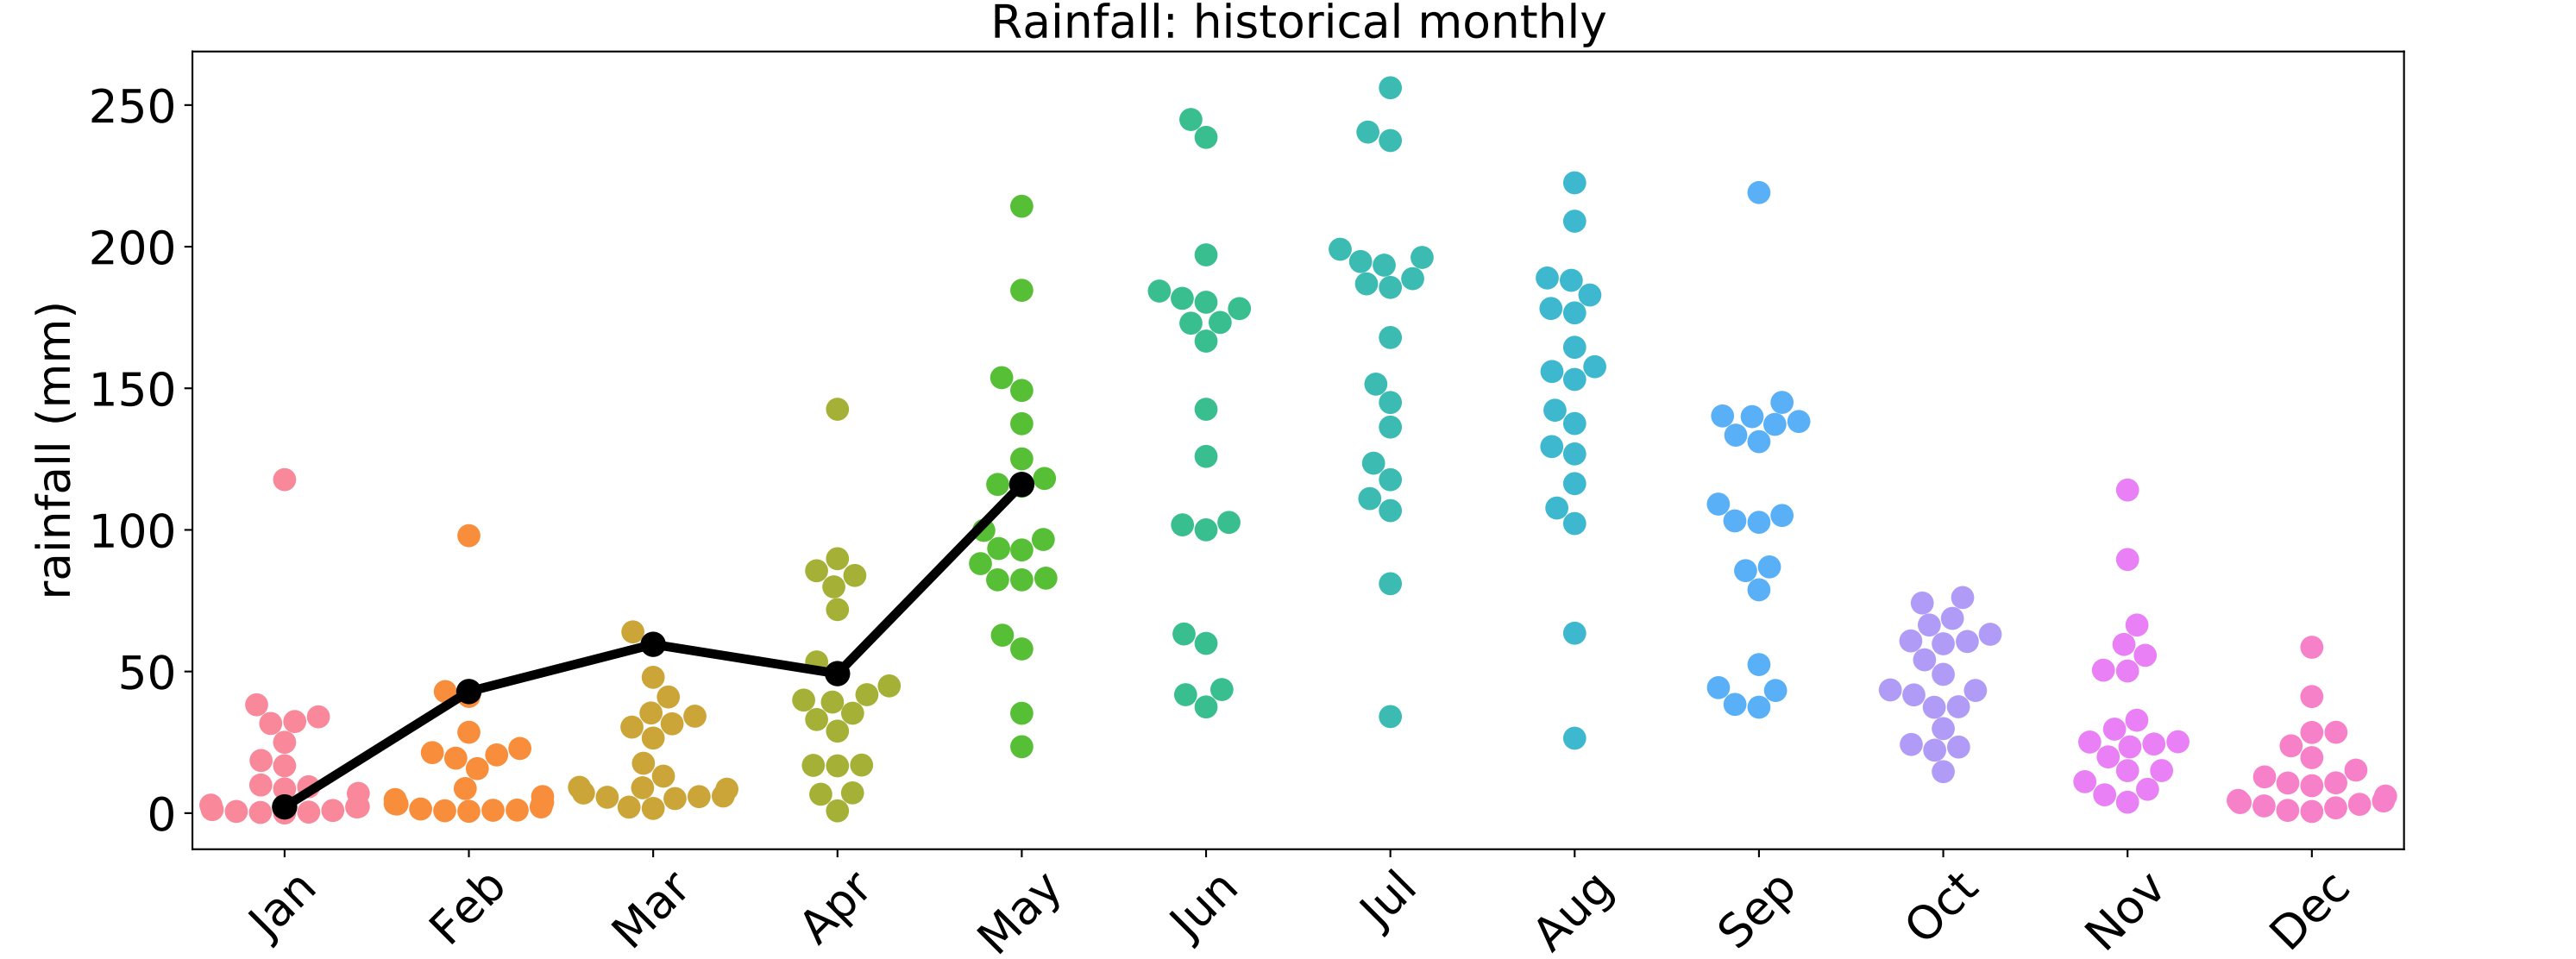 Rainfall: historical monthly
rainfall (mm)
250
200
150
100
50
0
Jan
Feb
Mar
Apr
May
Jun
Jul
Aug
Sep
Oct
Nov
Dec